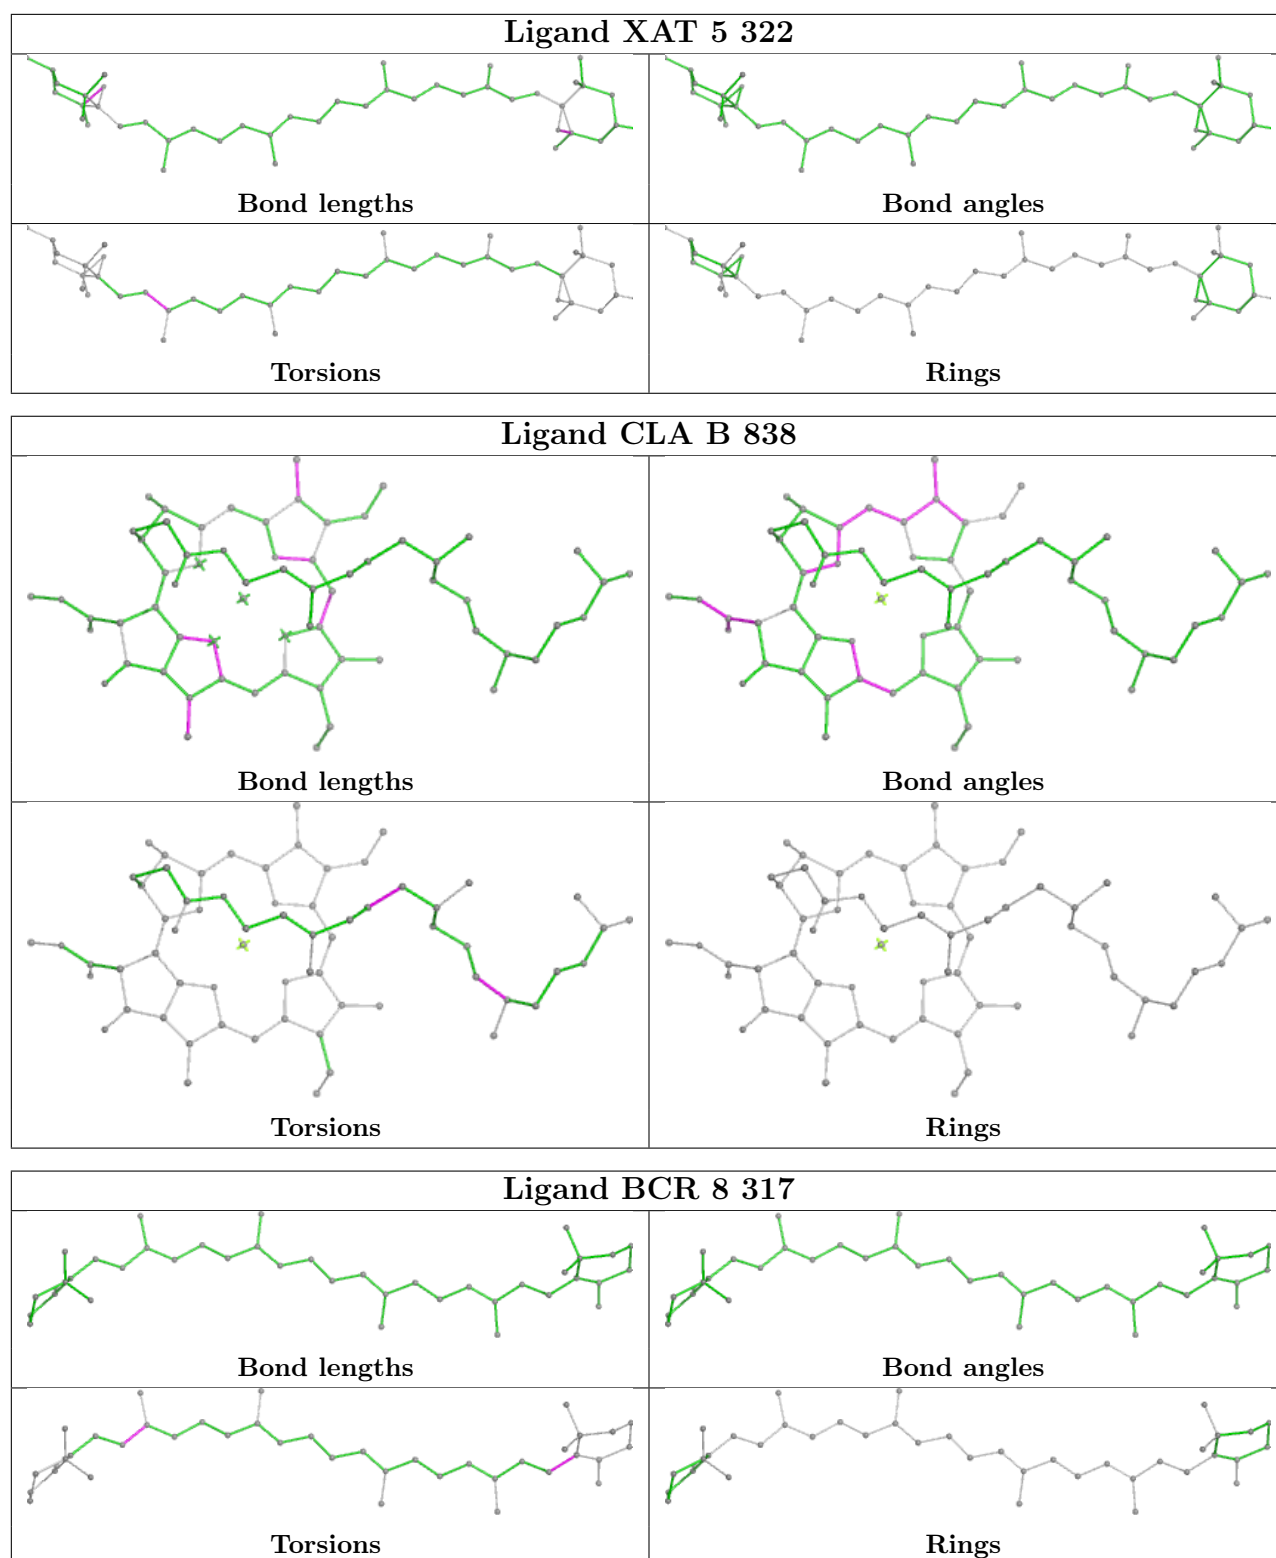 Ligand XAT 5 322
Bond lengths
Bond angles
Torsions
Rings
Ligand CLA B 838
Bond lengths
Bond angles
Torsions
Rings
Ligand BCR 8 317
Bond lengths
Bond angles
Torsions
Rings